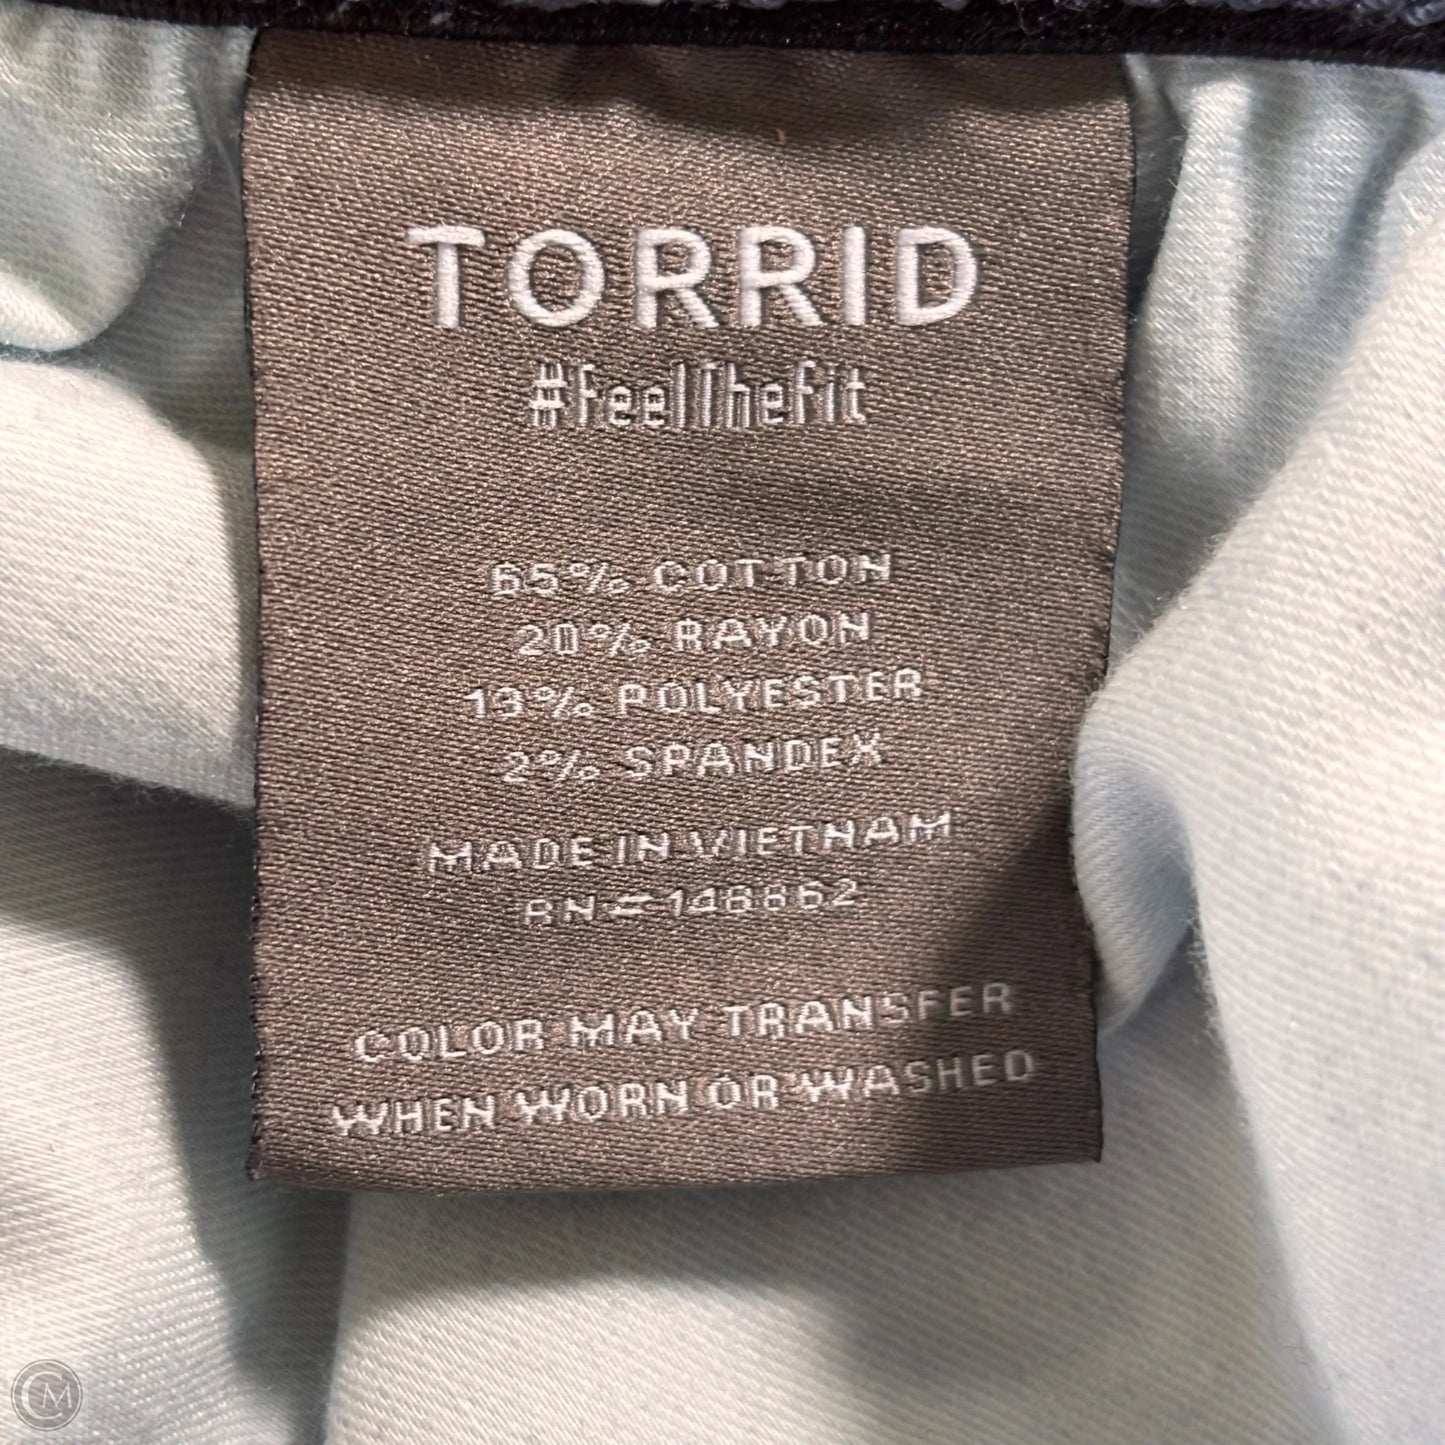 TORRID
#FeelTheFit
65% COTTON
20% RAYON
13% POLYESTER
2% SPANDEX
MADE IN VIETNAM
RN# 148862
COLOR MAY TRANSFER
WHEN WORN OR WASHED
CM